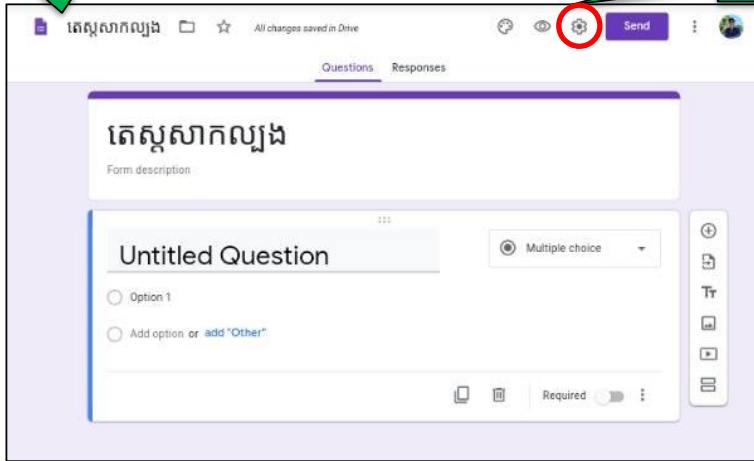 តេស្តសាកល្បង All changes saved in Drive Send
Questions Responses
តេស្តសាកល្បង
Form description
Untitled Question Multiple choice
Option 1
Add option or add "Other"
Tт
Required